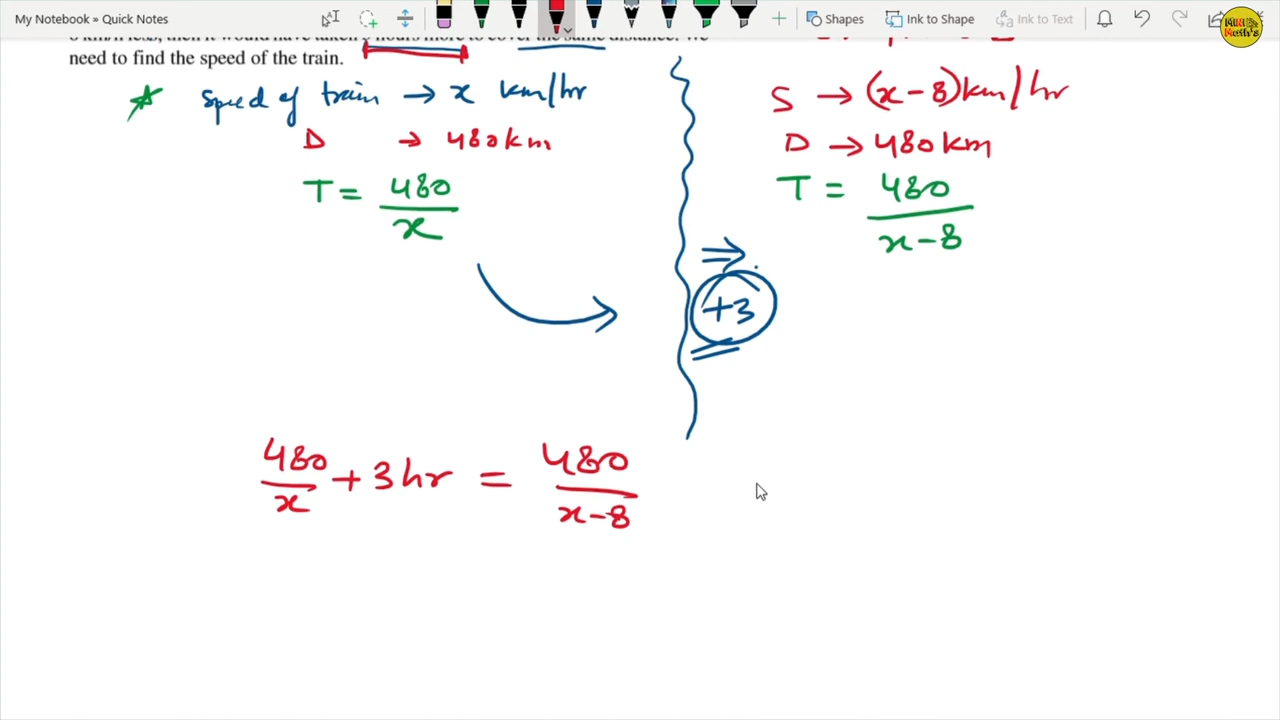 My Notebook » Quick Notes
Shapes
Ink to Shape
Ink to Text
MINI
Math's
need to find the speed of the train.
Speed of train → x km/hr
D → 480 km
T = 480/x
S → (x-8) km/hr
D → 480 km
T = 480/x-8
⇒
+3
480/x + 3 hr = 480/x-8